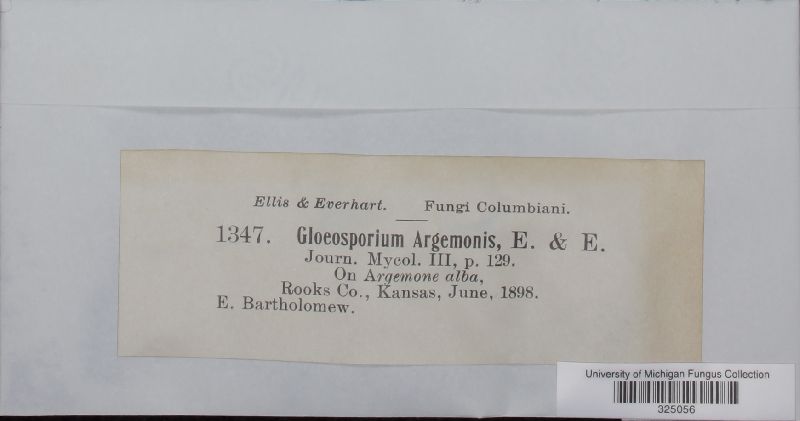 Ellis & Everhart. Fungi Columbiani.
1347. Gloeosporium Argemonis, E. & E.
Journ. Mycol. III, p. 129.
On Argemone alba,
Rooks Co., Kansas, June, 1898.
E. Bartholomew.
University of Michigan Fungus Collection
325056